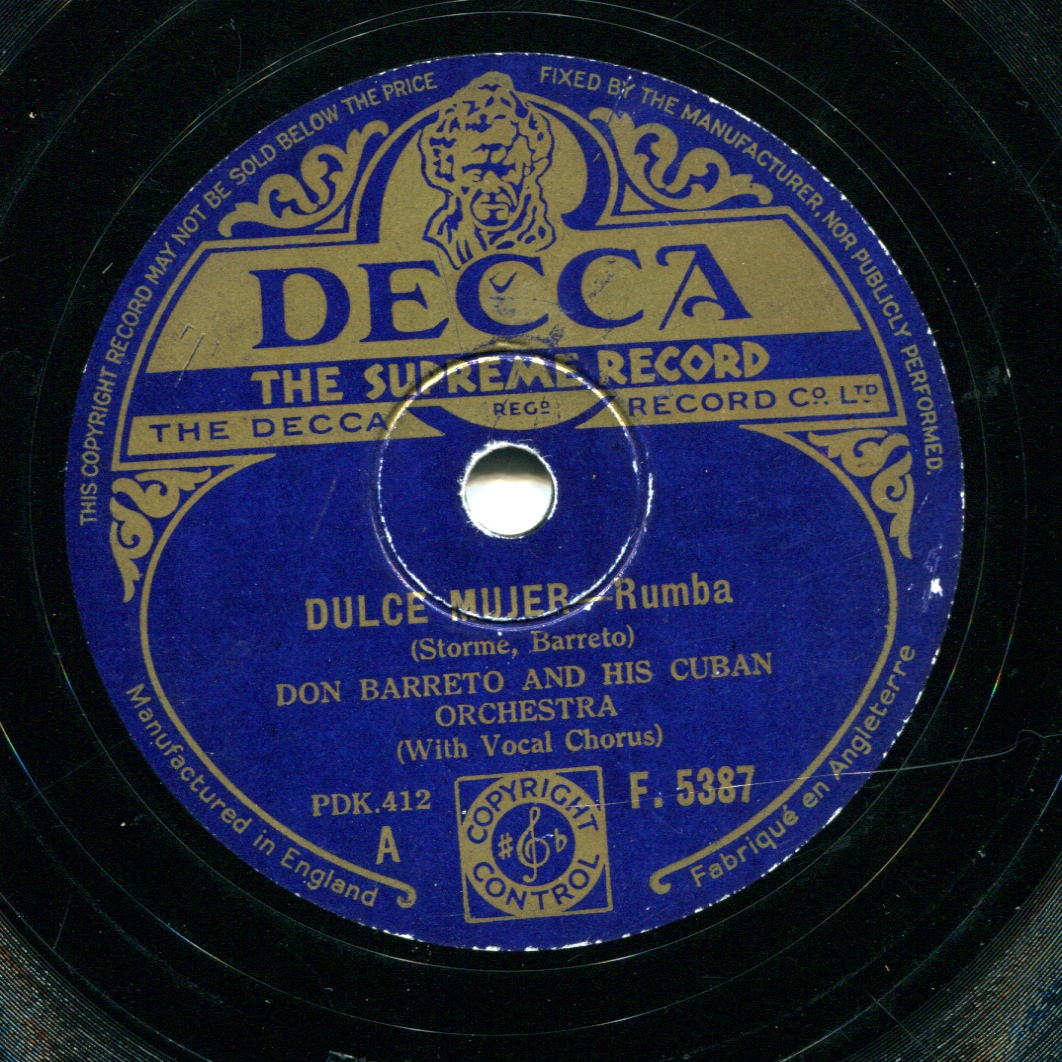 THIS COPYRIGHT RECORD MAY NOT BE SOLD BELOW THE PRICE FIXED BY THE MANUFACTURER, NOR PUBLICLY PERFORMED.
DECCA
THE SUPREME RECORD
THE DECCA REGD RECORD CO. LTD
DULCE MUJER—Rumba
(Storme, Barreto)
DON BARRETO AND HIS CUBAN
ORCHESTRA
(With Vocal Chorus)
PDK.412
A
COPYRIGHT
CONTROL
F. 5387
Manufactured in England
Fabriqué en Angleterre